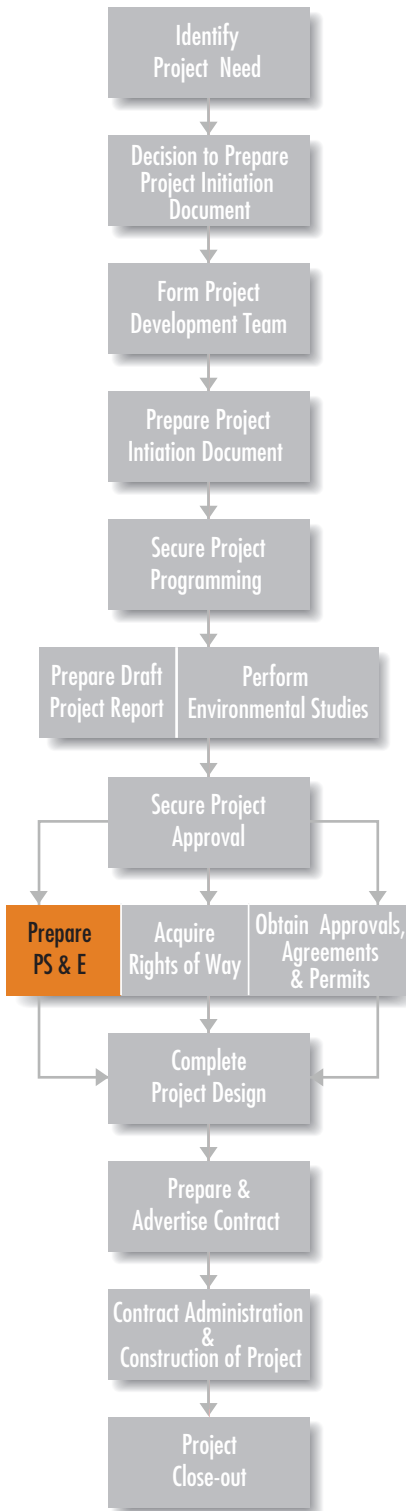 Identify
Project Need
Decision to Prepare
Project Initiation
Document
Form Project
Development Team
Prepare Project
Intiation Document
Secure Project
Programming
Prepare Draft
Project Report
Perform
Environmental Studies
Secure Project
Approval
Prepare
PS & E
Acquire
Rights of Way
Obtain Approvals,
Agreements
& Permits
Complete
Project Design
Prepare &
Advertise Contract
Contract Administration
&
Construction of Project
Project
Close-out